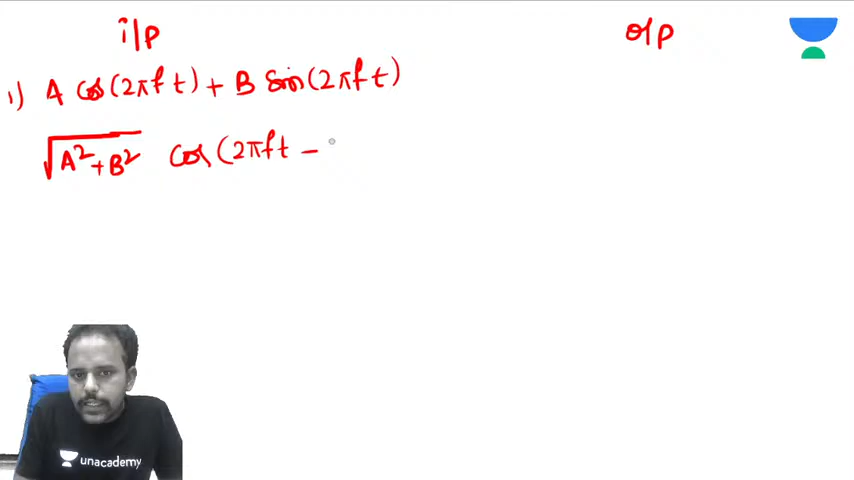 i/p o/p
1) A cos(2πft) + B sin(2πft)
√A²+B² cos(2πft −
unacademy